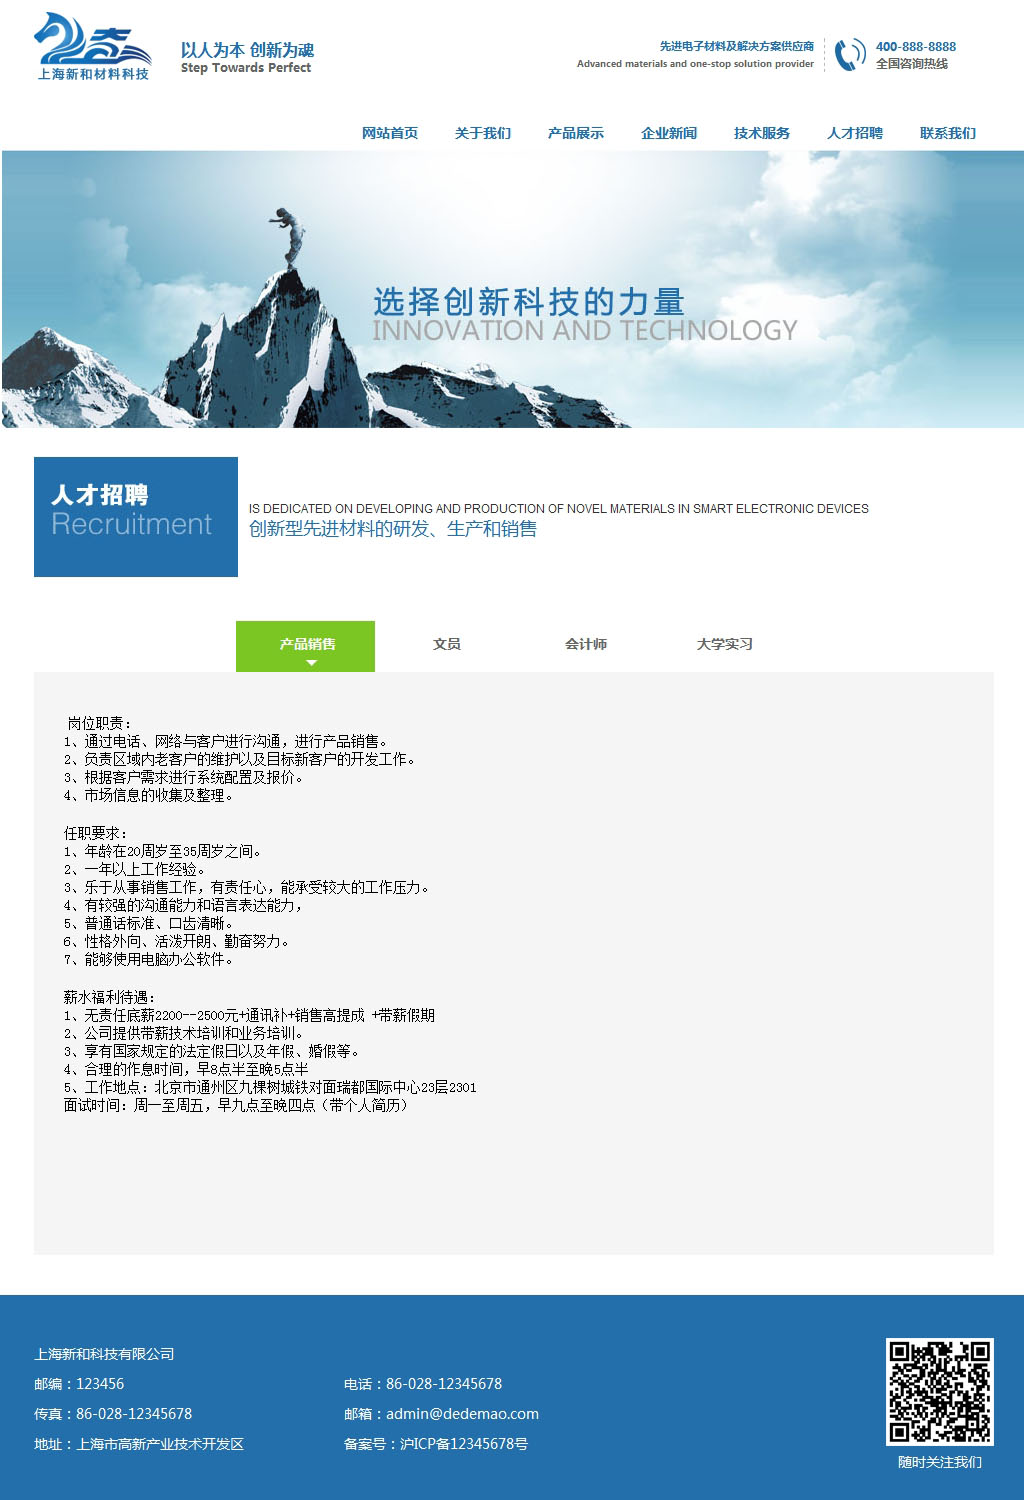 上海新和材料科技
以人为本 创新为魂
Step Towards Perfect
先进电子材料及解决方案供应商
Advanced materials and one-stop solution provider
400-888-8888
全国咨询热线
网站首页 关于我们 产品展示 企业新闻 技术服务 人才招聘 联系我们
选择创新科技的力量
INNOVATION AND TECHNOLOGY
人才招聘
Recruitment
IS DEDICATED ON DEVELOPING AND PRODUCTION OF NOVEL MATERIALS IN SMART ELECTRONIC DEVICES
创新型先进材料的研发、生产和销售
产品销售 文员 会计师 大学实习
岗位职责：
1、通过电话、网络与客户进行沟通，进行产品销售。
2、负责区域内老客户的维护以及目标新客户的开发工作。
3、根据客户需求进行系统配置及报价。
4、市场信息的收集及整理。
任职要求：
1、年龄在20周岁至35周岁之间。
2、一年以上工作经验。
3、乐于从事销售工作，有责任心，能承受较大的工作压力。
4、有较强的沟通能力和语言表达能力，
5、普通话标准、口齿清晰。
6、性格外向、活泼开朗、勤奋努力。
7、能够使用电脑办公软件。
薪水福利待遇：
1、无责任底薪2200--2500元+通讯补+销售高提成 +带薪假期
2、公司提供带薪技术培训和业务培训。
3、享有国家规定的法定假日以及年假、婚假等。
4、合理的作息时间，早8点半至晚5点半
5、工作地点：北京市通州区九棵树城铁对面瑞都国际中心23层2301
面试时间：周一至周五，早九点至晚四点（带个人简历）
上海新和科技有限公司
邮编：123456
电话：86-028-12345678
传真：86-028-12345678
邮箱：admin@dedemao.com
地址：上海市高新产业技术开发区
备案号：沪ICP备12345678号
随时关注我们